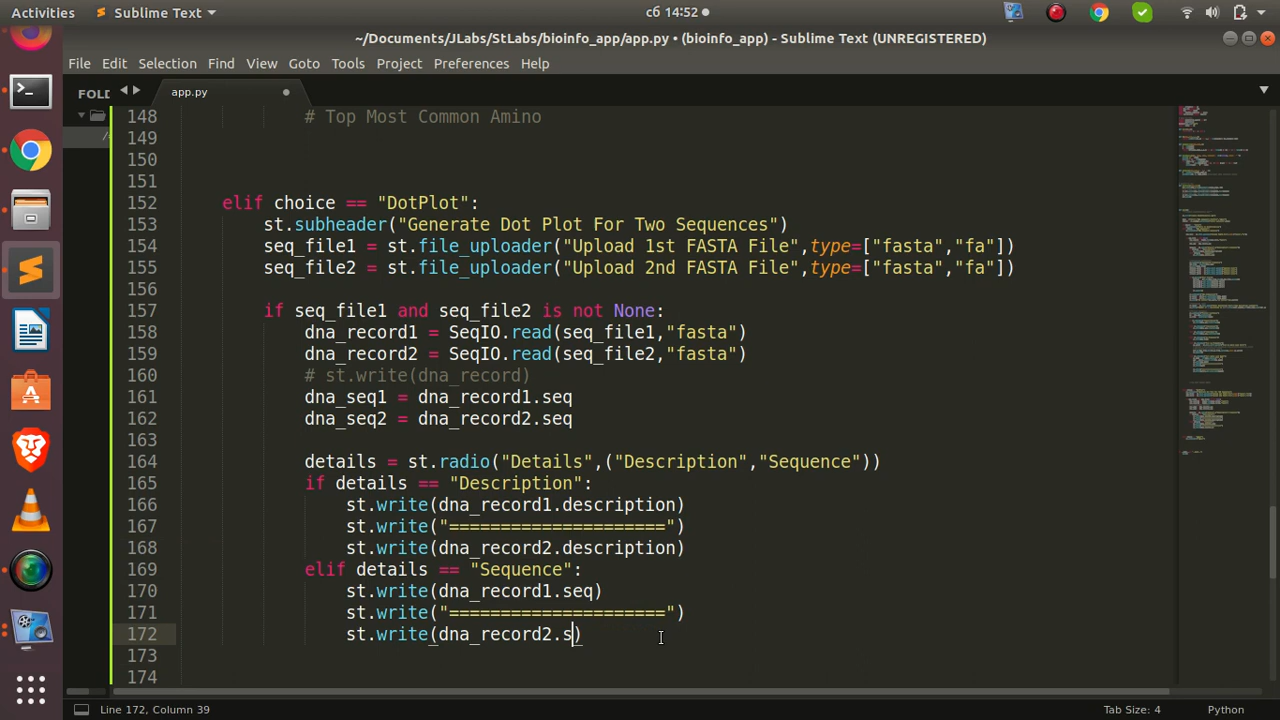 Activities Sublime Text сб 14:52
~/Documents/JLabs/StLabs/bioinfo_app/app.py • (bioinfo_app) - Sublime Text (UNREGISTERED)
File Edit Selection Find View Goto Tools Project Preferences Help
FOLD app.py
148 # Top Most Common Amino
149
150
151
152 elif choice == "DotPlot":
153 st.subheader("Generate Dot Plot For Two Sequences")
154 seq_file1 = st.file_uploader("Upload 1st FASTA File",type=["fasta","fa"])
155 seq_file2 = st.file_uploader("Upload 2nd FASTA File",type=["fasta","fa"])
156
157 if seq_file1 and seq_file2 is not None:
158 dna_record1 = SeqIO.read(seq_file1,"fasta")
159 dna_record2 = SeqIO.read(seq_file2,"fasta")
160 # st.write(dna_record)
161 dna_seq1 = dna_record1.seq
162 dna_seq2 = dna_record2.seq
163
164 details = st.radio("Details",("Description","Sequence"))
165 if details == "Description":
166 st.write(dna_record1.description)
167 st.write("=====================")
168 st.write(dna_record2.description)
169 elif details == "Sequence":
170 st.write(dna_record1.seq)
171 st.write("=====================")
172 st.write(dna_record2.s)
173
174
Line 172, Column 39 Tab Size: 4 Python